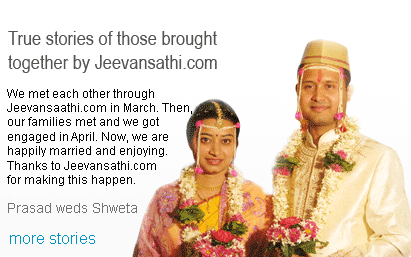 True stories of those brought
together by Jeevansathi.com
We met each other through
Jeevansaathi.com in March. Then,
our families met and we got
engaged in April. Now, we are
happily married and enjoying.
Thanks to Jeevansathi.com
for making this happen.
Prasad weds Shweta
more stories